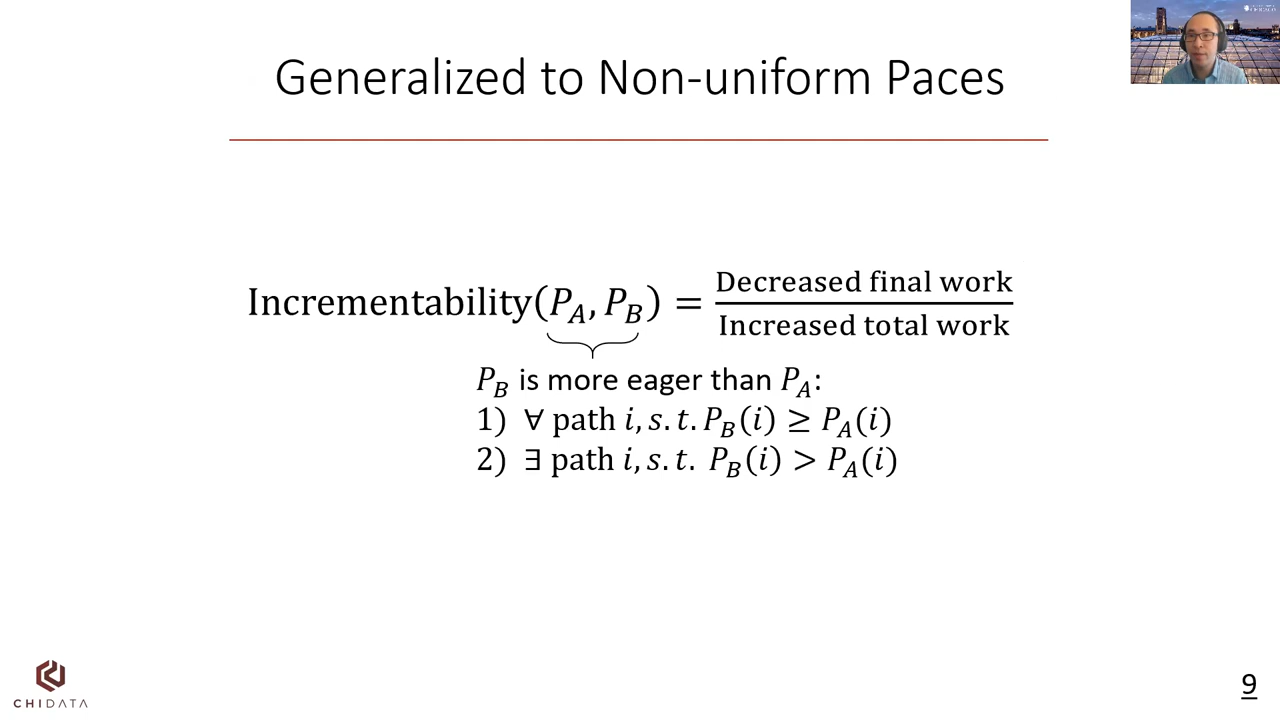 Generalized to Non-uniform Paces
Incrementability(P_A, P_B) = Decreased final work / Increased total work
P_B is more eager than P_A:
1) ∀ path i, s.t. P_B(i) ≥ P_A(i)
2) ∃ path i, s.t. P_B(i) > P_A(i)
CHIDATA
9